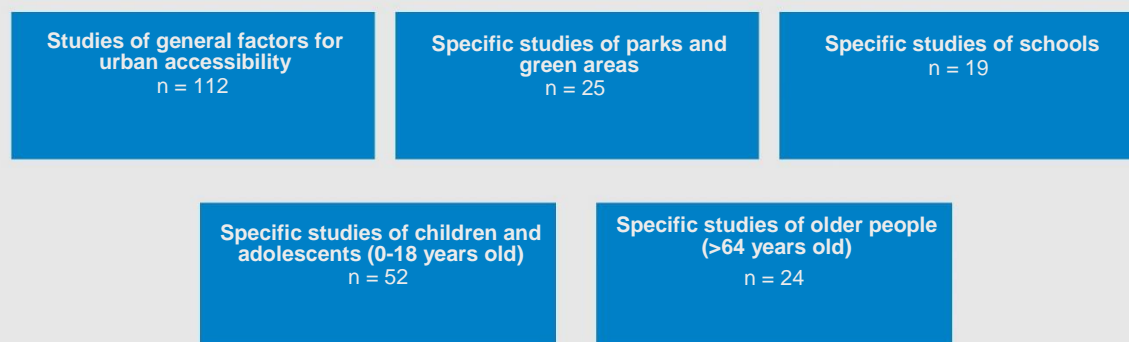 Studies of general factors for
urban accessibility
n = 112
Specific studies of parks and
green areas
n = 25
Specific studies of schools
n = 19
Specific studies of children and
adolescents (0-18 years old)
n = 52
Specific studies of older people
(>64 years old)
n = 24